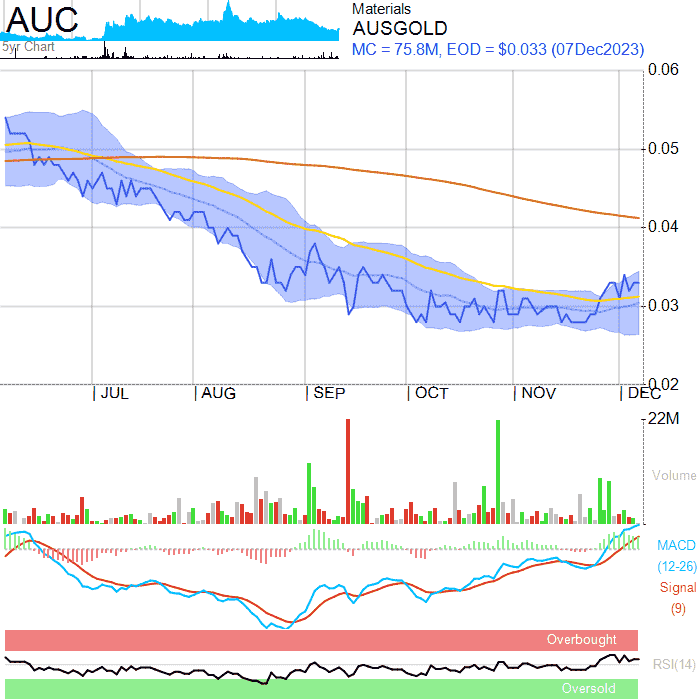 AUC
5yr Chart
Materials
AUSGOLD
MC = 75.8M, EOD = $0.033 (07Dec2023)
0.06
0.05
0.04
0.03
0.02
JUL AUG SEP OCT NOV DEC
22M
Volume
MACD
(12-26)
Signal
(9)
Overbought
RSI(14)
Oversold